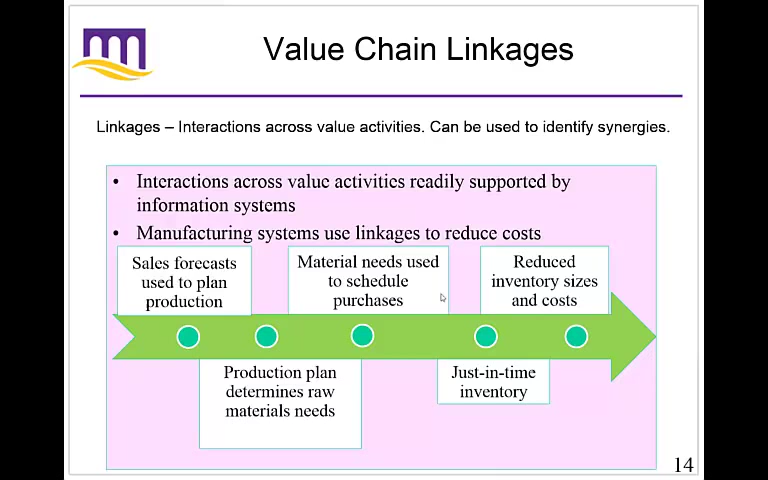 Value Chain Linkages
Linkages – Interactions across value activities. Can be used to identify synergies.
• Interactions across value activities readily supported by
information systems
• Manufacturing systems use linkages to reduce costs
Sales forecasts
used to plan
production
Production plan
determines raw
materials needs
Material needs used
to schedule
purchases
Just-in-time
inventory
Reduced
inventory sizes
and costs
14